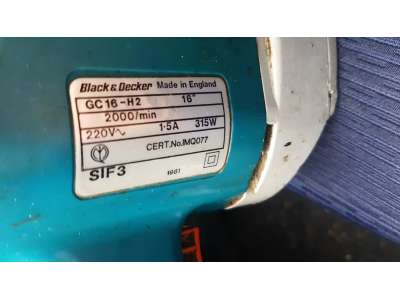 Black & Decker Made in England
GC16-H2 16"
2000/min
220V~ 1·5A 315W
CERT.No.IMQ077
SIF3 1981